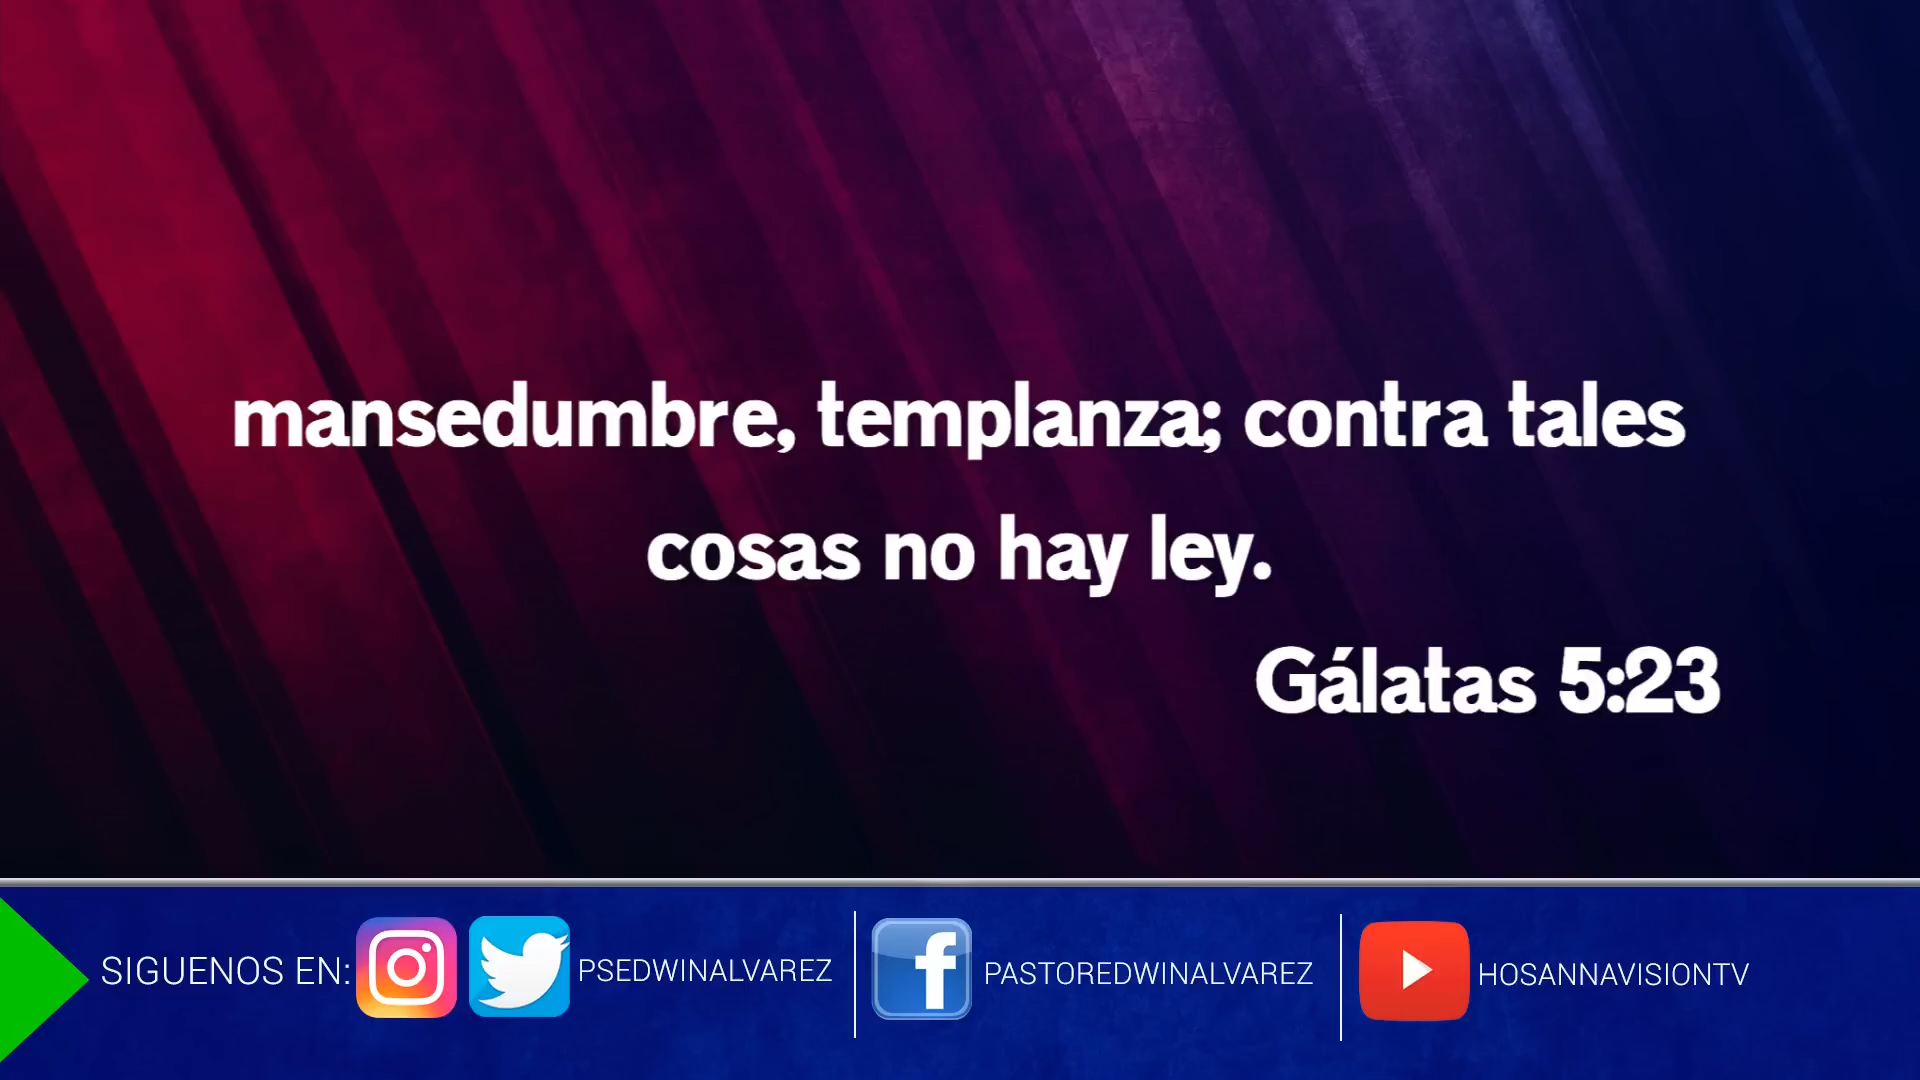 mansedumbre, templanza; contra tales
cosas no hay ley.
Gálatas 5:23
SIGUENOS EN: PSEDWINALVAREZ PASTOREDWINALVAREZ HOSANNAVISIONTV